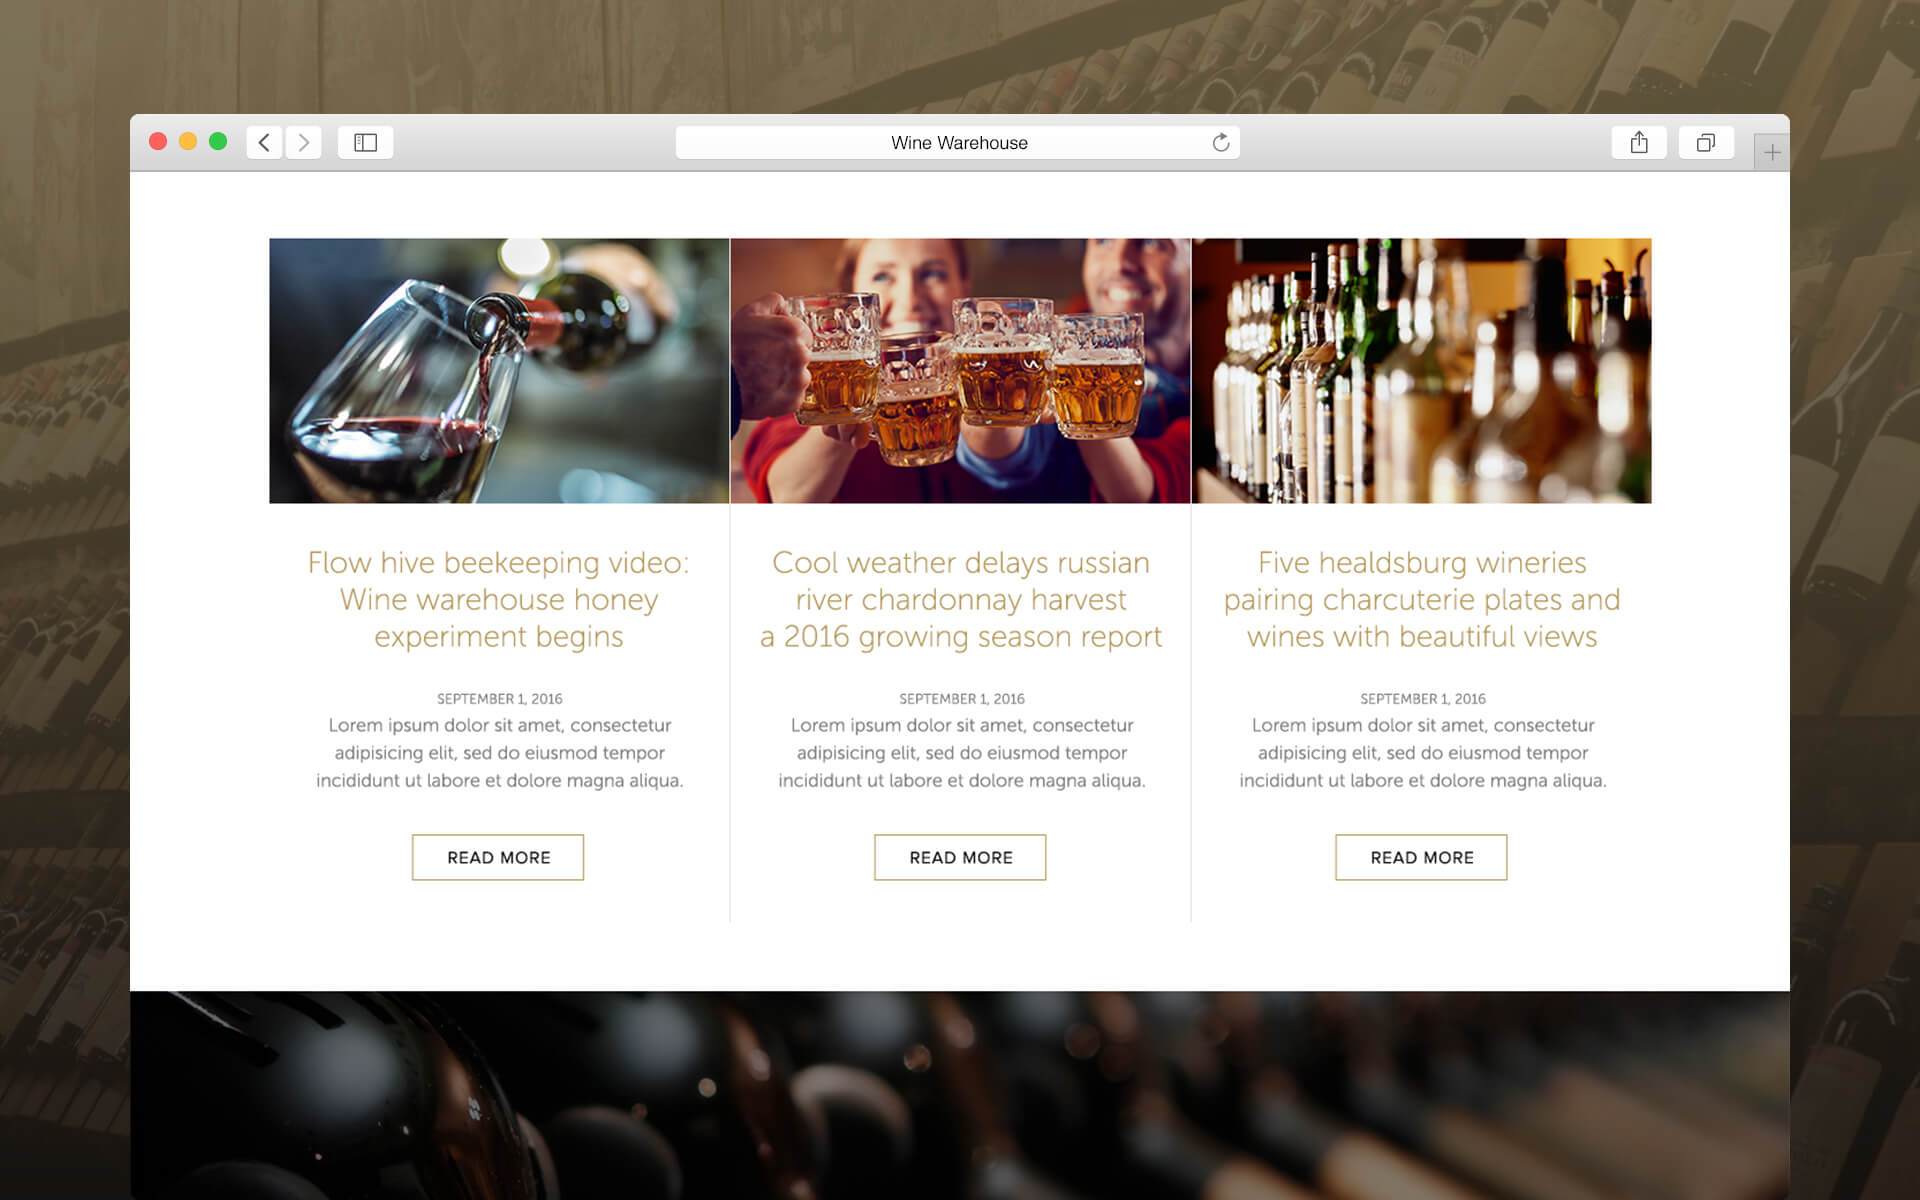 Wine Warehouse
Flow hive beekeeping video:
Wine warehouse honey
experiment begins
SEPTEMBER 1, 2016
Lorem ipsum dolor sit amet, consectetur
adipisicing elit, sed do eiusmod tempor
incididunt ut labore et dolore magna aliqua.
READ MORE
Cool weather delays russian
river chardonnay harvest
a 2016 growing season report
SEPTEMBER 1, 2016
Lorem ipsum dolor sit amet, consectetur
adipisicing elit, sed do eiusmod tempor
incididunt ut labore et dolore magna aliqua.
READ MORE
Five healdsburg wineries
pairing charcuterie plates and
wines with beautiful views
SEPTEMBER 1, 2016
Lorem ipsum dolor sit amet, consectetur
adipisicing elit, sed do eiusmod tempor
incididunt ut labore et dolore magna aliqua.
READ MORE